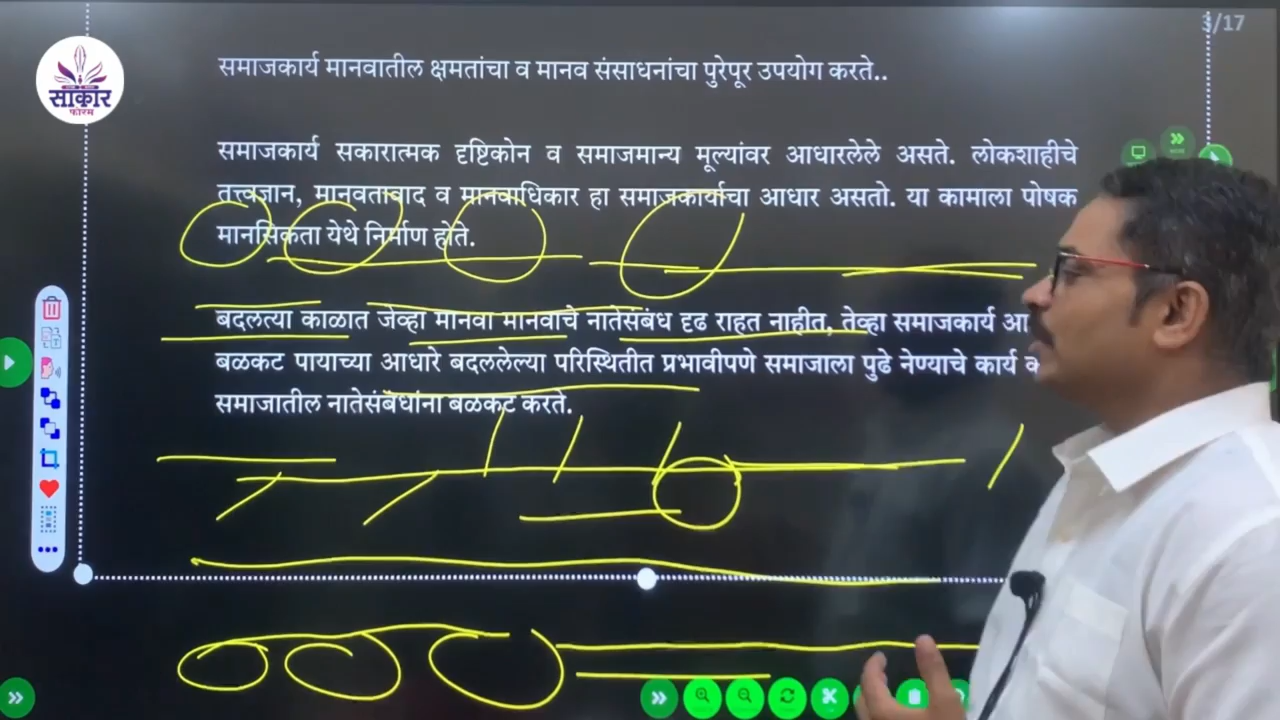 3/17
साकार
फोरम
समाजकार्य मानवातील क्षमतांचा व मानव संसाधनांचा पुरेपूर उपयोग करते..
समाजकार्य सकारात्मक दृष्टिकोन व समाजमान्य मूल्यांवर आधारलेले असते. लोकशाहीचे
तत्त्वज्ञान, मानवतावाद व मानवाधिकार हा समाजकार्याचा आधार असतो. या कामाला पोषक
मानसिकता येथे निर्माण होते.
बदलत्या काळात जेव्हा मानवा मानवाचे नातेसंबंध दृढ राहत नाहीत, तेव्हा समाजकार्य
बळकट पायाच्या आधारे बदललेल्या परिस्थितीत प्रभावीपणे समाजाला पुढे नेण्याचे कार्य
समाजातील नातेसंबंधांना बळकट करते.